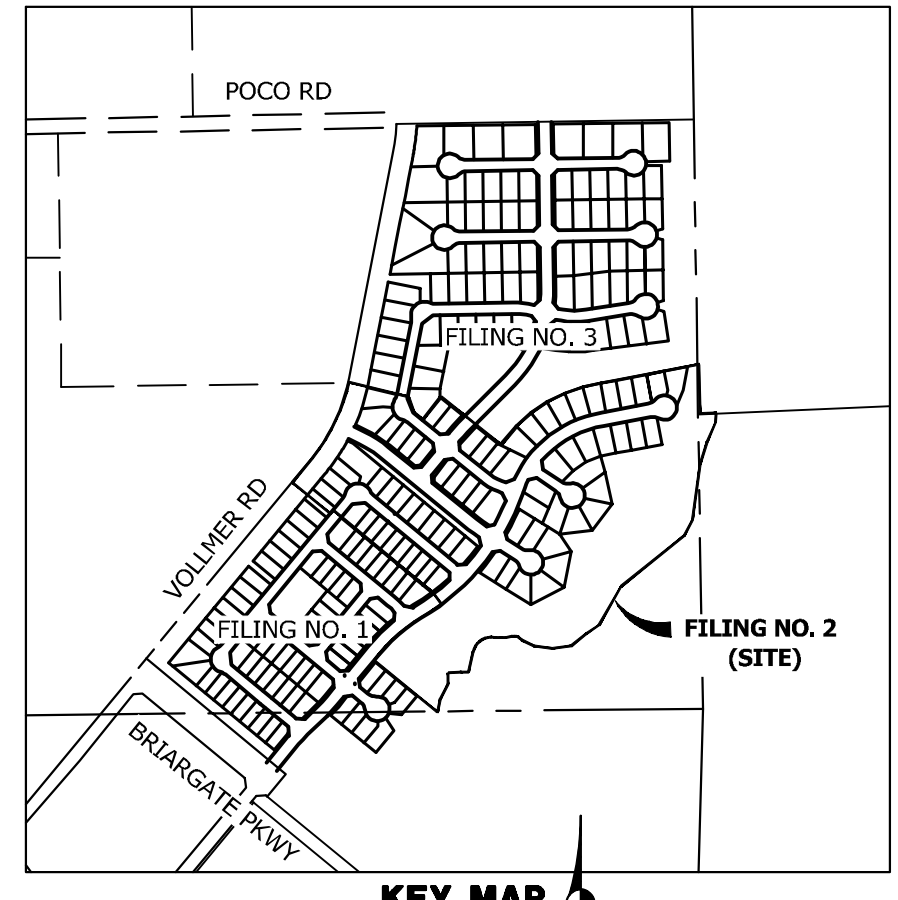 POCO RD
FILING NO. 3
VOLLMER RD
FILING NO. 1
FILING NO. 2
(SITE)
BRIARGATE PKWY
KEY MAP